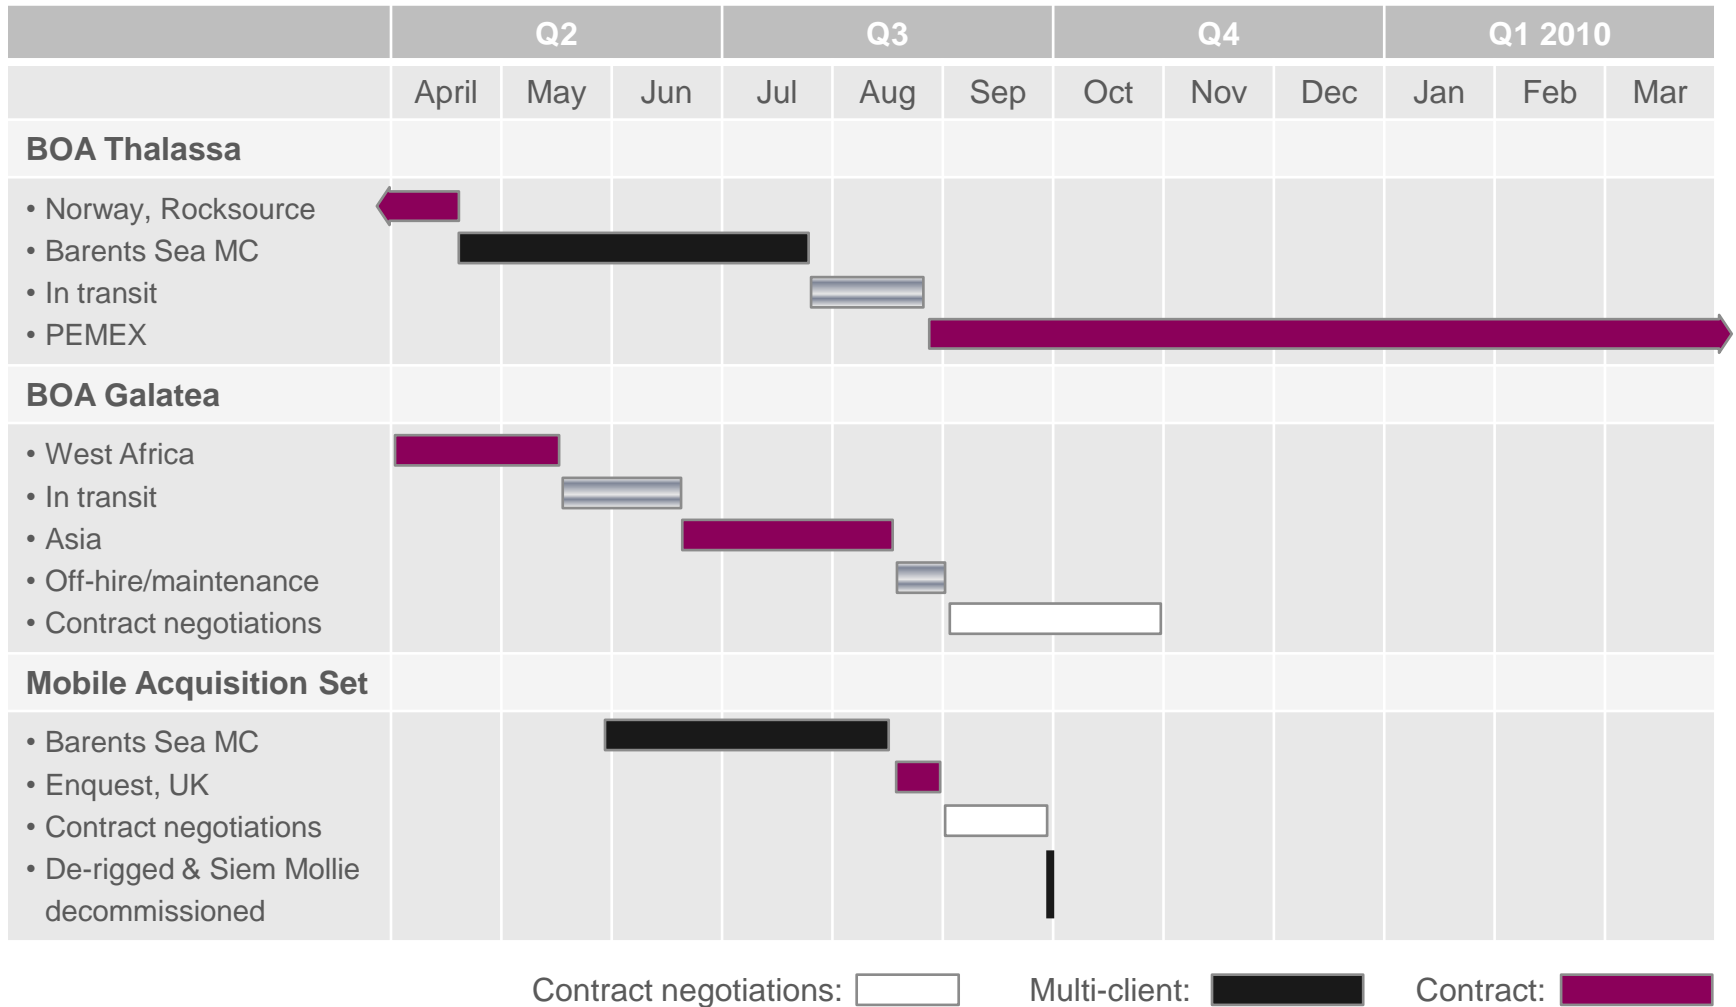 Q2 Q3 Q4 Q1 2010
April May Jun Jul Aug Sep Oct Nov Dec Jan Feb Mar
BOA Thalassa
• Norway, Rocksource
• Barents Sea MC
• In transit
• PEMEX
BOA Galatea
• West Africa
• In transit
• Asia
• Off-hire/maintenance
• Contract negotiations
Mobile Acquisition Set
• Barents Sea MC
• Enquest, UK
• Contract negotiations
• De-rigged & Siem Mollie
decommissioned
Contract negotiations: Multi-client: Contract: